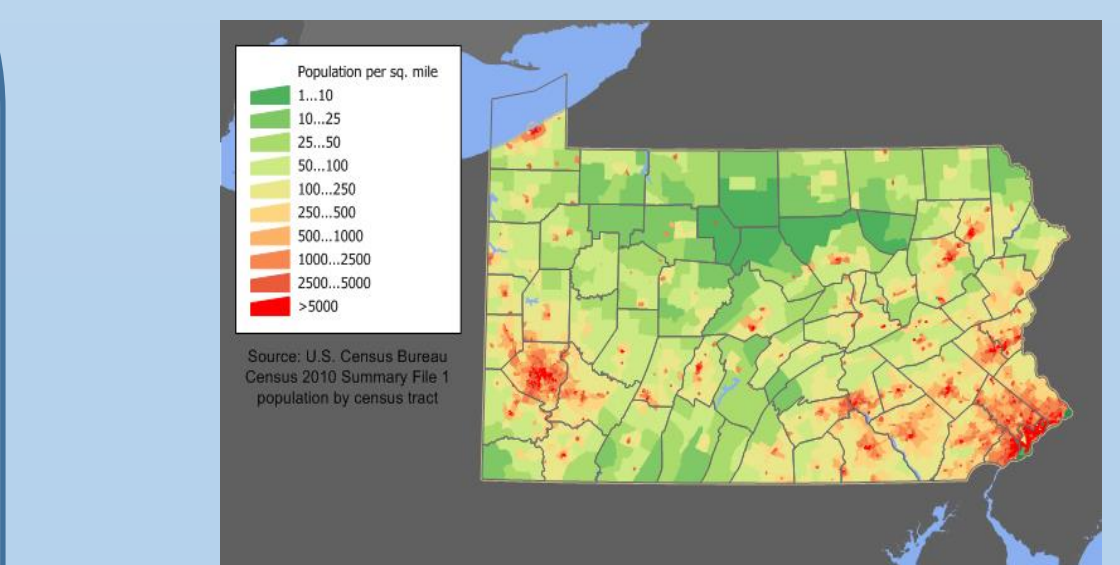 Population per sq. mile
1...10
10...25
25...50
50...100
100...250
250...500
500...1000
1000...2500
2500...5000
>5000
Source: U.S. Census Bureau
Census 2010 Summary File 1
population by census tract